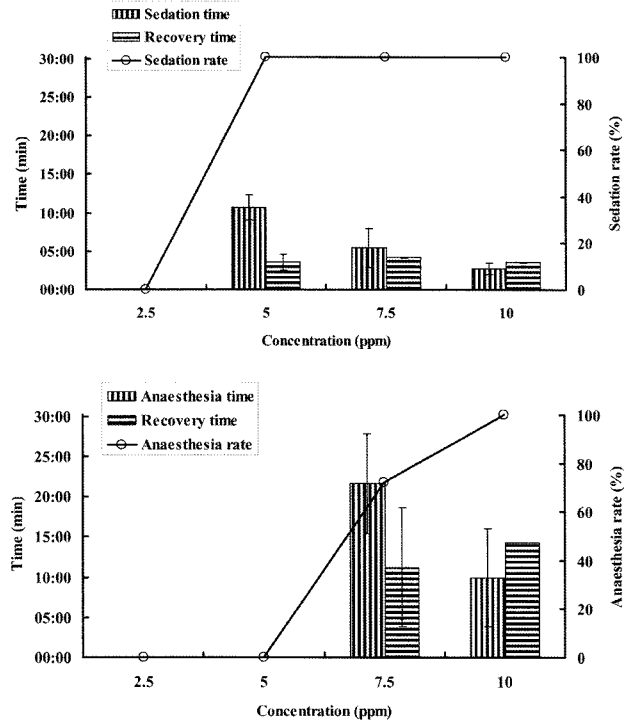 Sedation time
Recovery time
Sedation rate
30:00
25:00
20:00
15:00
10:00
05:00
00:00
Time (min)
100
80
60
40
20
0
Sedation rate (%)
2.5 5 7.5 10
Concentration (ppm)
Anaesthesia time
Recovery time
Anaesthesia rate
30:00
25:00
20:00
15:00
10:00
05:00
00:00
Time (min)
100
80
60
40
20
0
Anaesthesia rate (%)
2.5 5 7.5 10
Concentration (ppm)